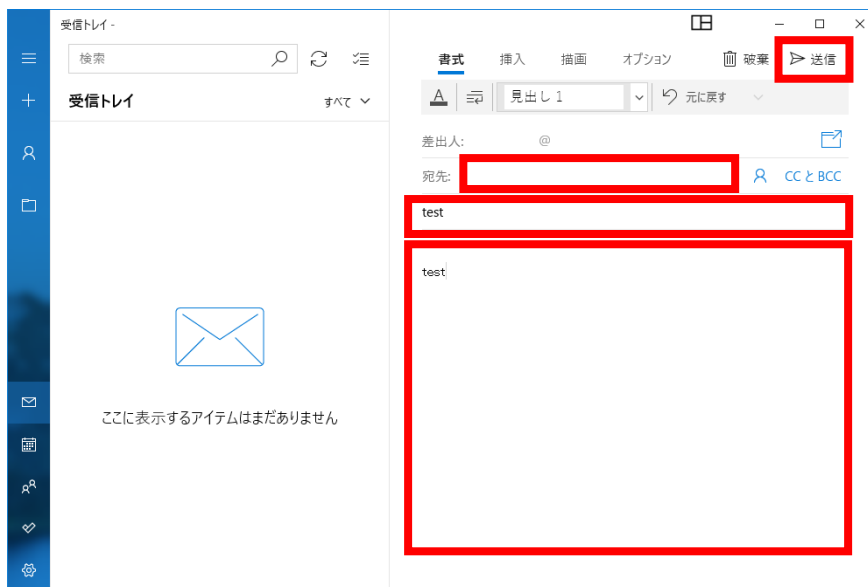 受信トレイ -
検索
受信トレイ
すべて
ここに表示するアイテムはまだありません
書式 挿入 描画 オプション 破棄 送信
A 見出し 1 元に戻す
差出人: @
宛先: CC と BCC
test
test